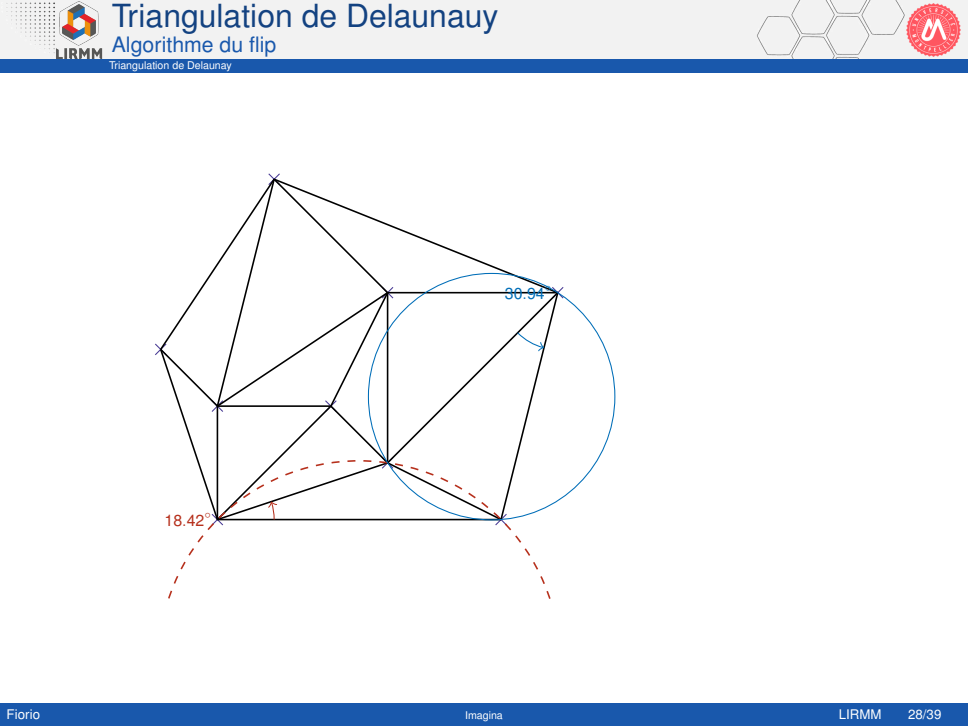 Triangulation de Delaunauy
Algorithme du flip
LIRMM
Triangulation de Delaunay
30.94°
18.42°
Fiorio
Imagina
LIRMM 28/39